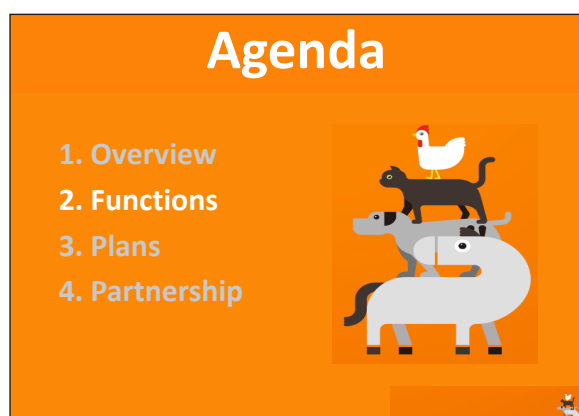 Agenda
1. Overview
2. Functions
3. Plans
4. Partnership